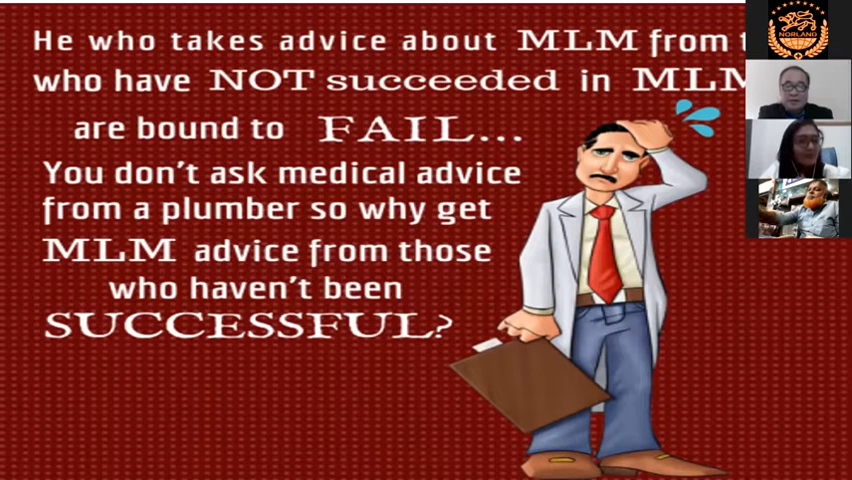 He who takes advice about MLM from t
who have NOT succeeded in MLM
are bound to FAIL...
You don't ask medical advice
from a plumber so why get
MLM advice from those
who haven't been
SUCCESSFUL?
NORLAND